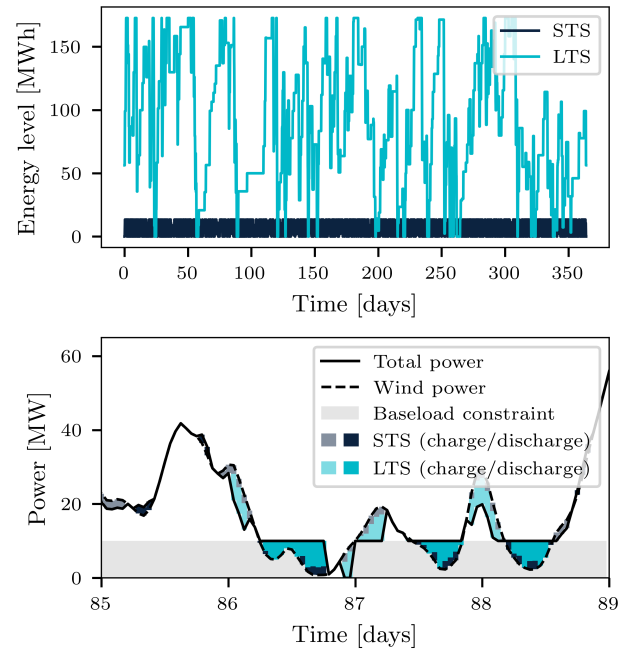 Energy level [MWh]
150
100
50
0
STS
LTS
0 50 100 150 200 250 300 350
Time [days]
Power [MW]
60
40
20
0
Total power
Wind power
Baseload constraint
STS (charge/discharge)
LTS (charge/discharge)
85 86 87 88 89
Time [days]